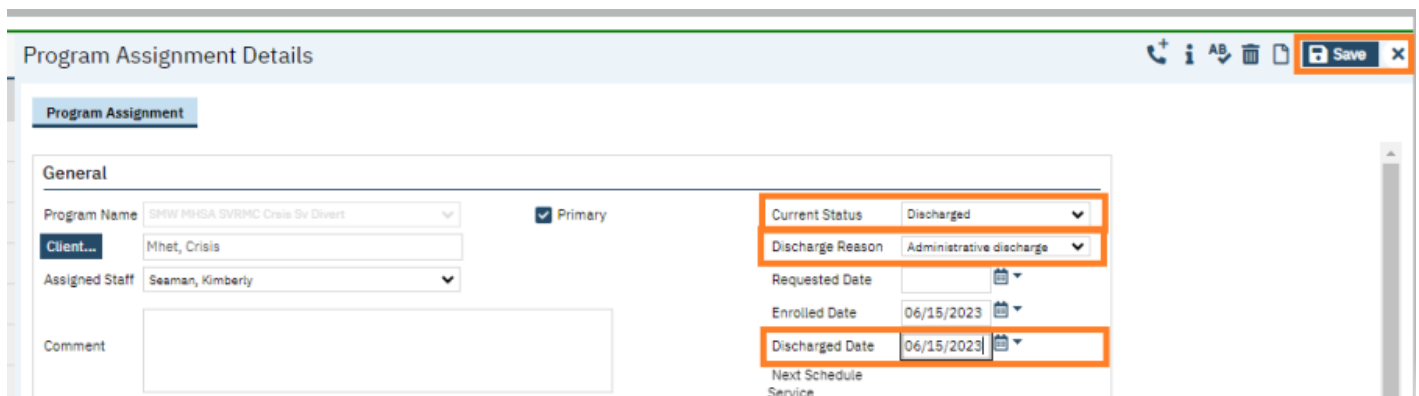 Program Assignment Details
i AB Save
Program Assignment
General
Program Name SMW MHSA SVRMC Crsis Sv Divert Primary Current Status Discharged
Client... Mhet, Crisis Discharge Reason Administrative discharge
Assigned Staff Seaman, Kimberly Requested Date
Enrolled Date 06/15/2023
Comment Discharged Date 06/15/2023
Next Schedule
Service